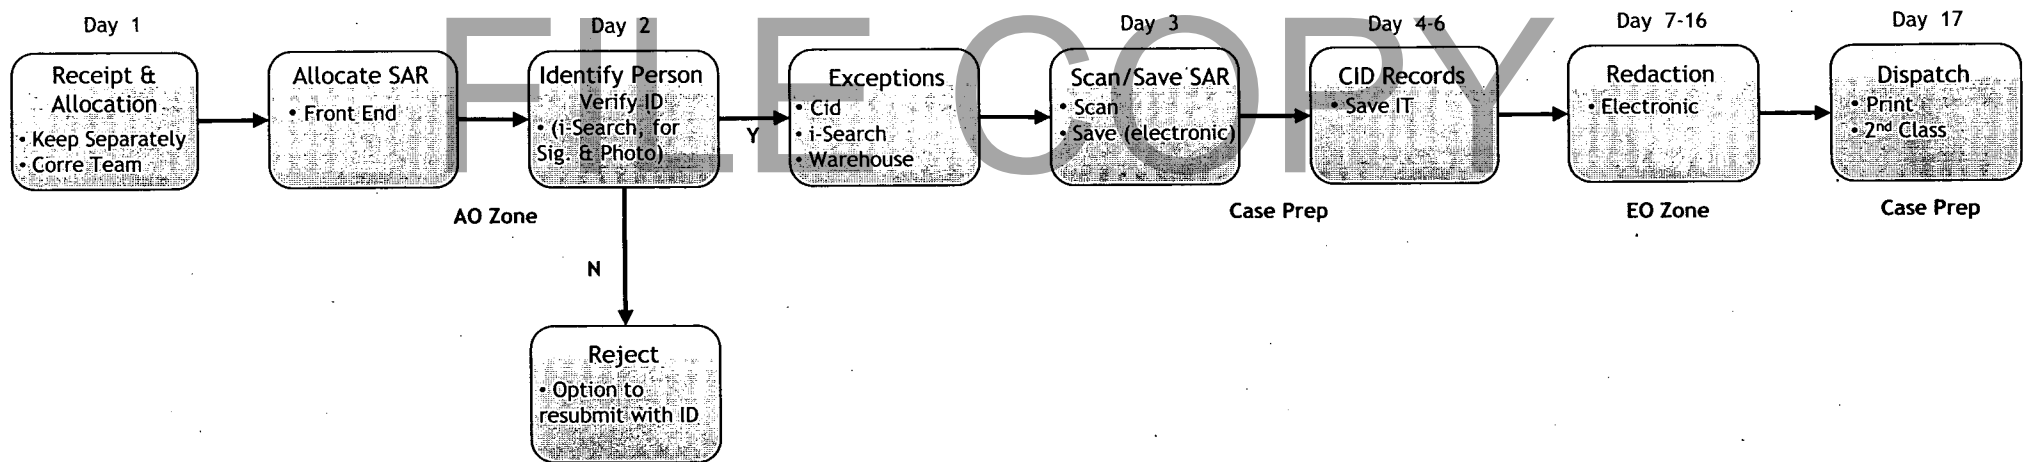 Day 1
Day 2
Day 3
Day 4-6
Day 7-16
Day 17
FILE COPY
Receipt &
Allocation
• Keep Separately
• Corre Team
Allocate SAR
• Front End
Identify Person
Verify ID
• (i-Search, for
Sig. & Photo)
Y
Exceptions
• Cid
• i-Search
• Warehouse
Scan/Save SAR
• Scan
• Save (electronic)
CID Records
• Save IT
Redaction
• Electronic
Dispatch
• Print
• 2nd Class
AO Zone
Case Prep
EO Zone
Case Prep
N
Reject
• Option to
resubmit with ID